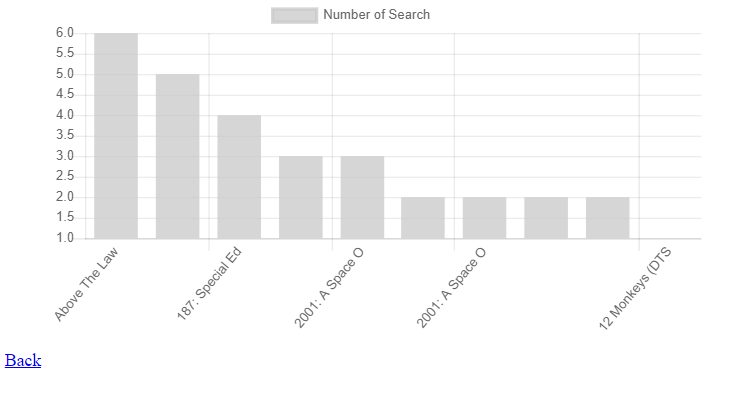 Number of Search
6.0
5.5
5.0
4.5
4.0
3.5
3.0
2.5
2.0
1.5
1.0
Above The Law
187: Special Ed
2001: A Space O
2001: A Space O
12 Monkeys (DTS
Back